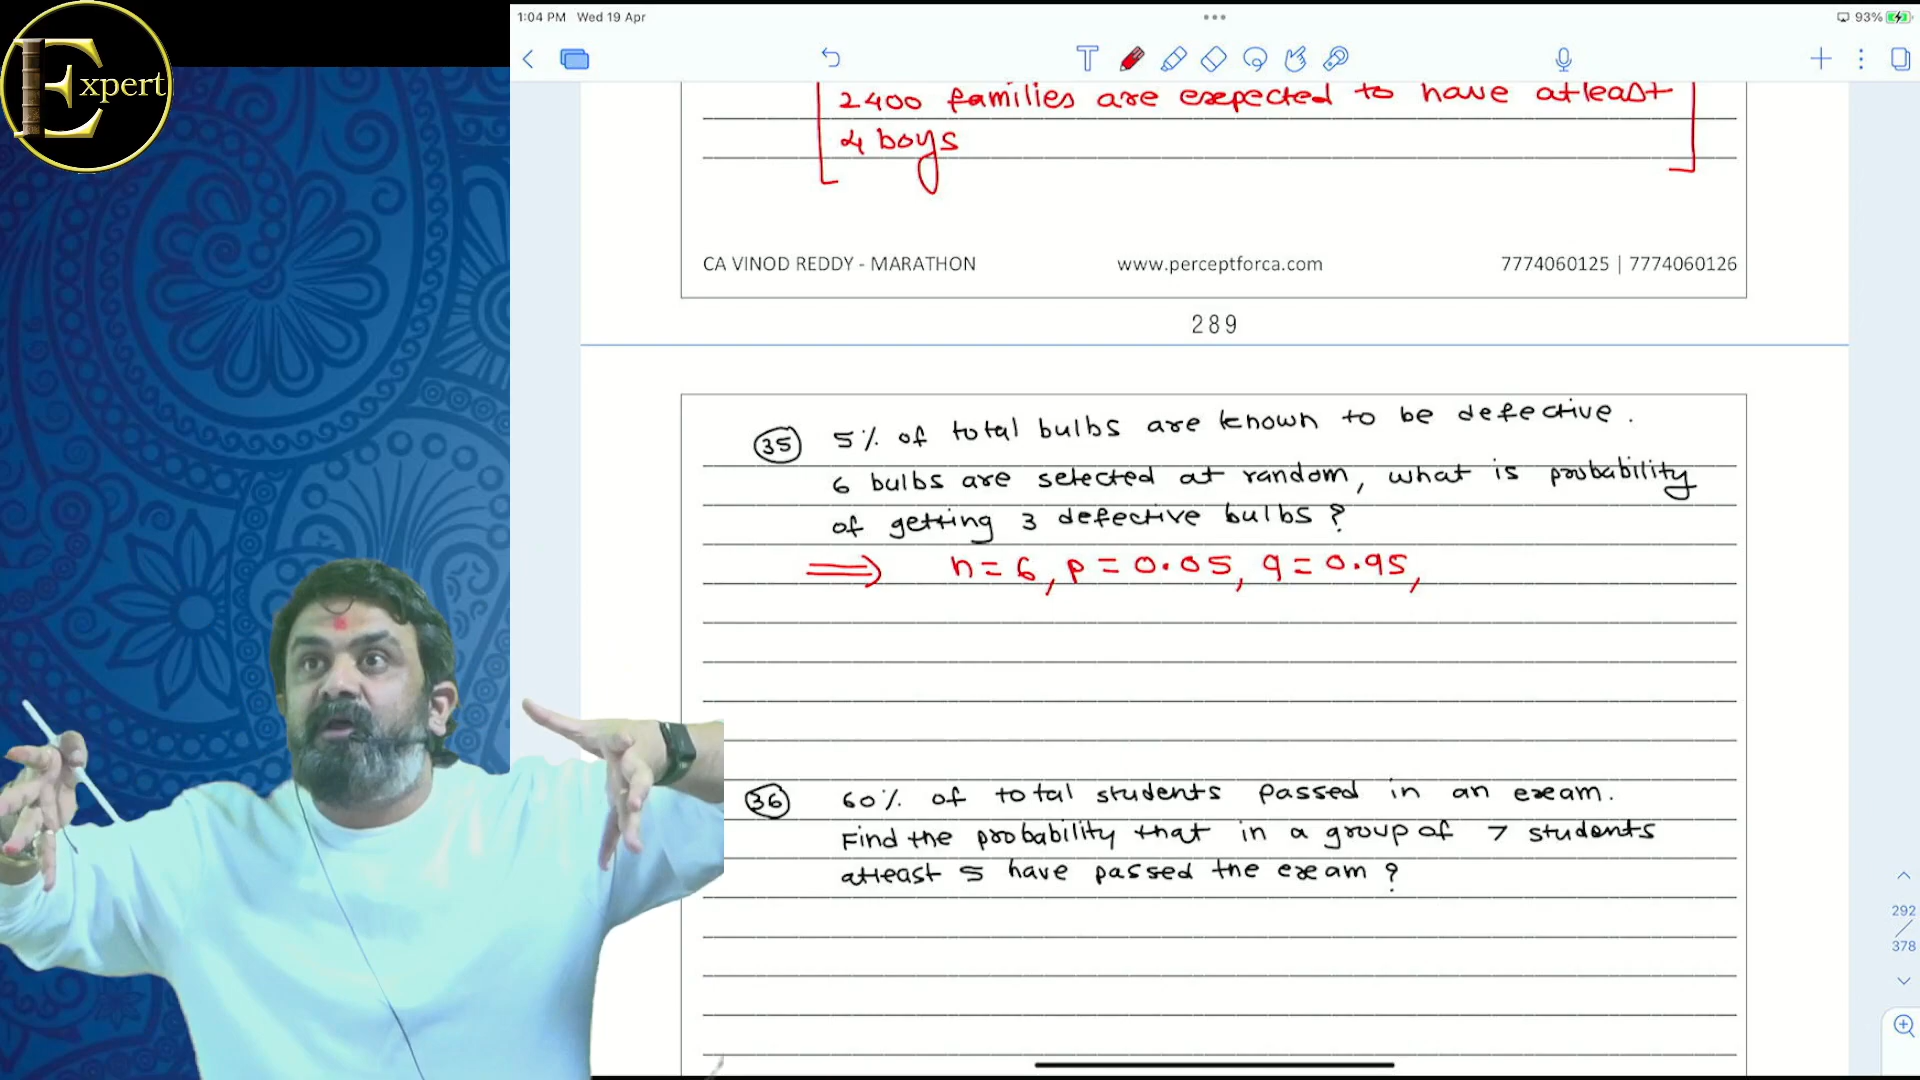 Expert
1:04 PM Wed 19 Apr
93%
T
2400 families are expected to have atleast
4 boys
CA VINOD REDDY - MARATHON www.perceptforca.com 7774060125 | 7774060126
289
35 5% of total bulbs are known to be defective.
6 bulbs are selected at random, what is probability
of getting 3 defective bulbs?
⟹ n = 6, p = 0.05, q = 0.95,
36 60% of total students passed in an exam.
Find the probability that in a group of 7 students
atleast 5 have passed the exam?
292
378